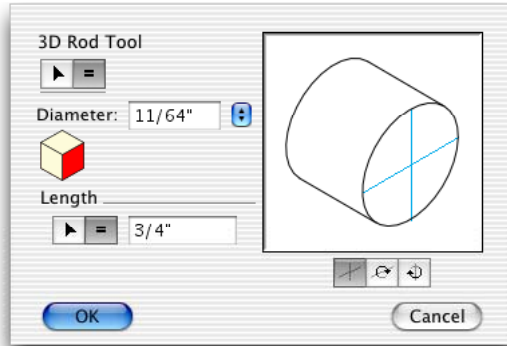 3D Rod Tool
=
Diameter: 11/64"
Length
= 3/4"
OK
Cancel